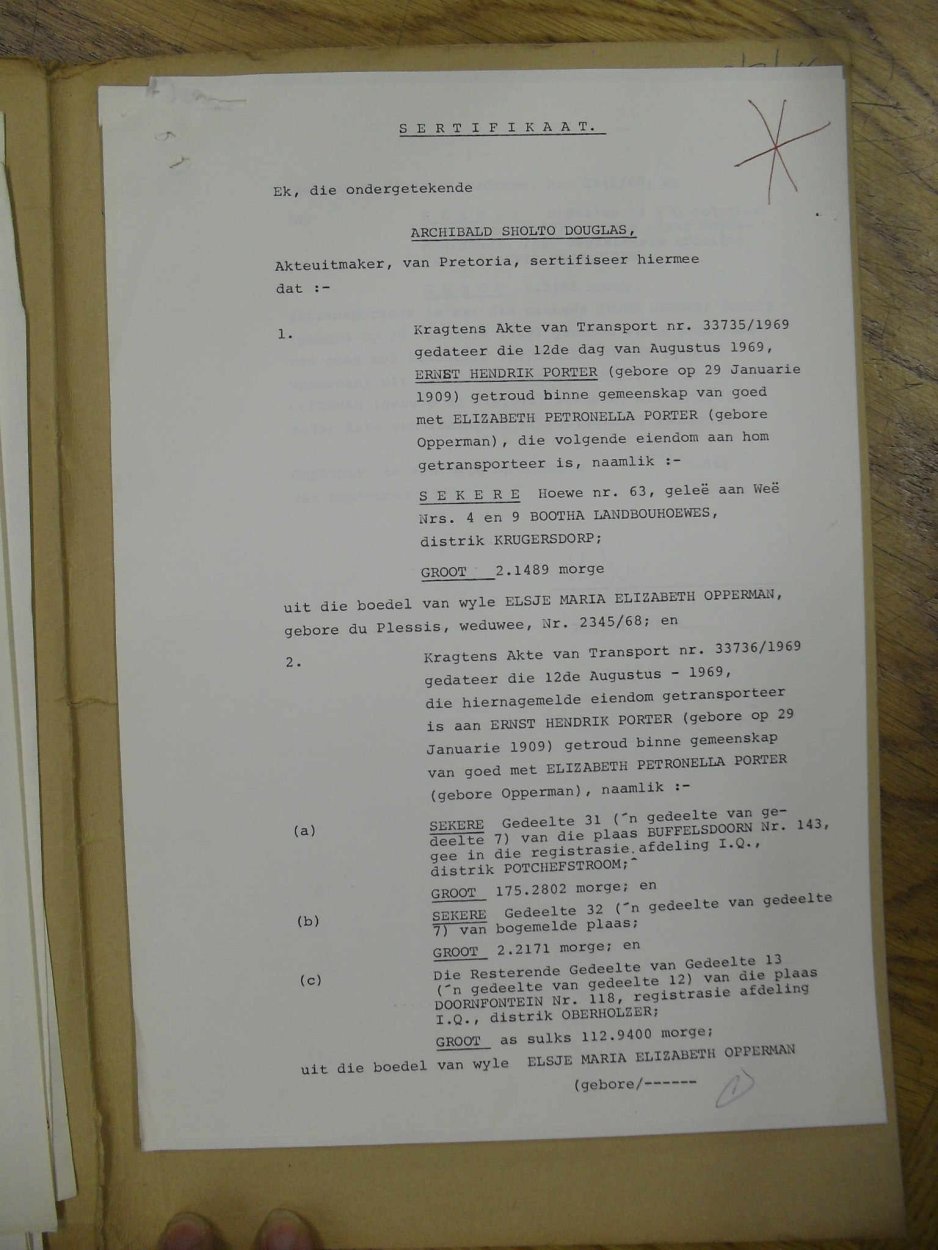 S E R T I F I K A A T.
Ek, die ondergetekende
ARCHIBALD SHOLTO DOUGLAS,
Akteuitmaker, van Pretoria, sertifiseer hiermee
dat :-
1. Kragtens Akte van Transport nr. 33735/1969
gedateer die 12de dag van Augustus 1969,
ERNST HENDRIK PORTER (gebore op 29 Januarie
1909) getroud binne gemeenskap van goed
met ELIZABETH PETRONELLA PORTER (gebore
Opperman), die volgende eiendom aan hom
getransporteer is, naamlik :-
S E K E R E Hoewe nr. 63, geleë aan Weë
Nrs. 4 en 9 BOOTHA LANDBOUHOEWES,
distrik KRUGERSDORP;
GROOT 2.1489 morge
uit die boedel van wyle ELSJE MARIA ELIZABETH OPPERMAN,
gebore du Plessis, weduwee, Nr. 2345/68; en
2. Kragtens Akte van Transport nr. 33736/1969
gedateer die 12de Augustus - 1969,
die hiernagemelde eiendom getransporteer
is aan ERNST HENDRIK PORTER (gebore op 29
Januarie 1909) getroud binne gemeenskap
van goed met ELIZABETH PETRONELLA PORTER
(gebore Opperman), naamlik :-
(a) SEKERE Gedeelte 31 (´n gedeelte van ge-
deelte 7) van die plaas BUFFELSDOORN Nr. 143,
gee in die registrasie afdeling I.Q.,
distrik POTCHEFSTROOM;
GROOT 175.2802 morge; en
(b) SEKERE Gedeelte 32 (´n gedeelte van gedeelte
7) van bogemelde plaas;
GROOT 2.2171 morge; en
(c) Die Resterende Gedeelte van Gedeelte 13
(´n gedeelte van gedeelte 12) van die plaas
DOORNFONTEIN Nr. 118, registrasie afdeling
I.Q., distrik OBERHOLZER;
GROOT as sulks 112.9400 morge;
uit die boedel van wyle ELSJE MARIA ELIZABETH OPPERMAN
(gebore/------